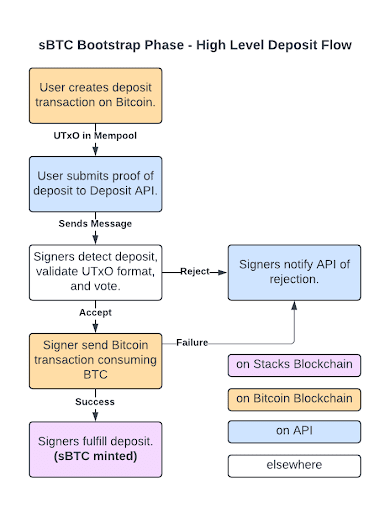 sBTC Bootstrap Phase - High Level Deposit Flow
User creates deposit
transaction on Bitcoin.
UTxO in Mempool
User submits proof of
deposit to Deposit API.
Sends Message
Signers detect deposit,
validate UTxO format,
and vote.
Reject
Signers notify API of
rejection.
Accept
Signer send Bitcoin
transaction consuming
BTC
Failure
Success
Signers fulfill deposit.
(sBTC minted)
on Stacks Blockchain
on Bitcoin Blockchain
on API
elsewhere